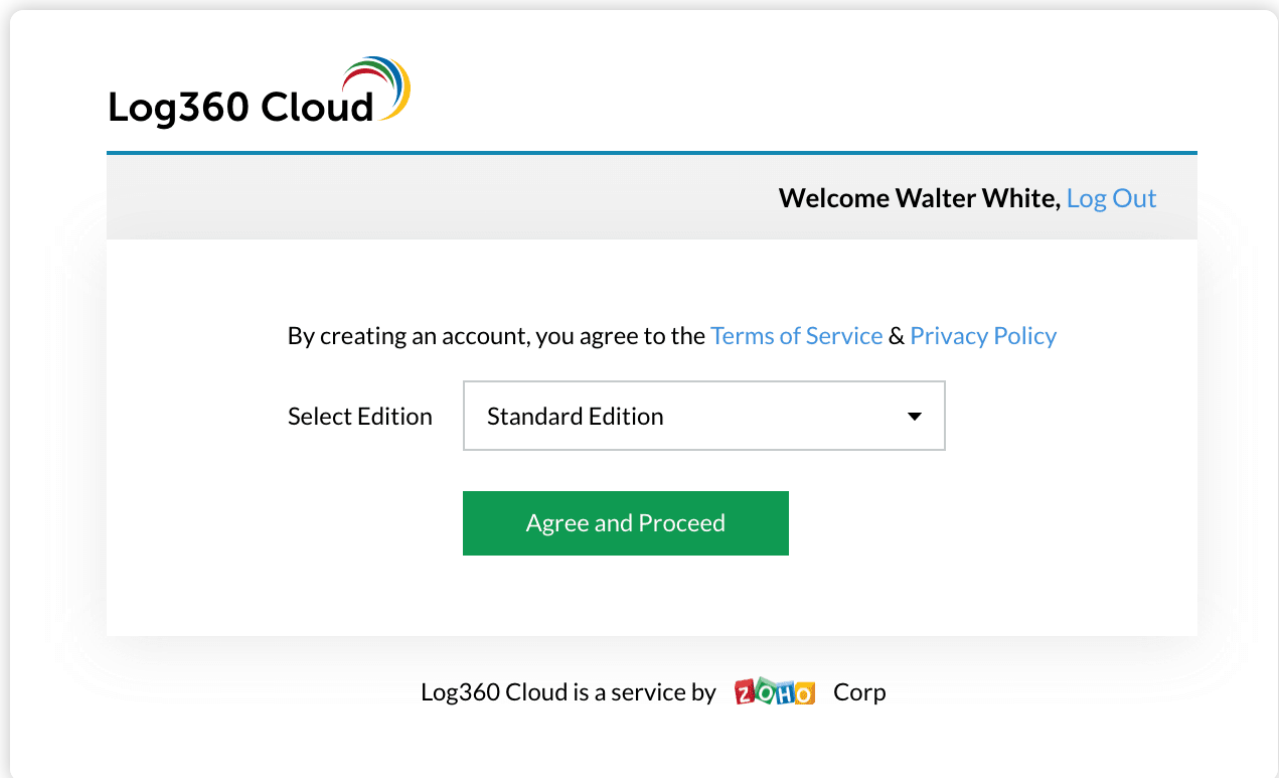 Log360 Cloud
Welcome Walter White, Log Out
By creating an account, you agree to the Terms of Service & Privacy Policy
Select Edition Standard Edition
Agree and Proceed
Log360 Cloud is a service by ZOHO Corp